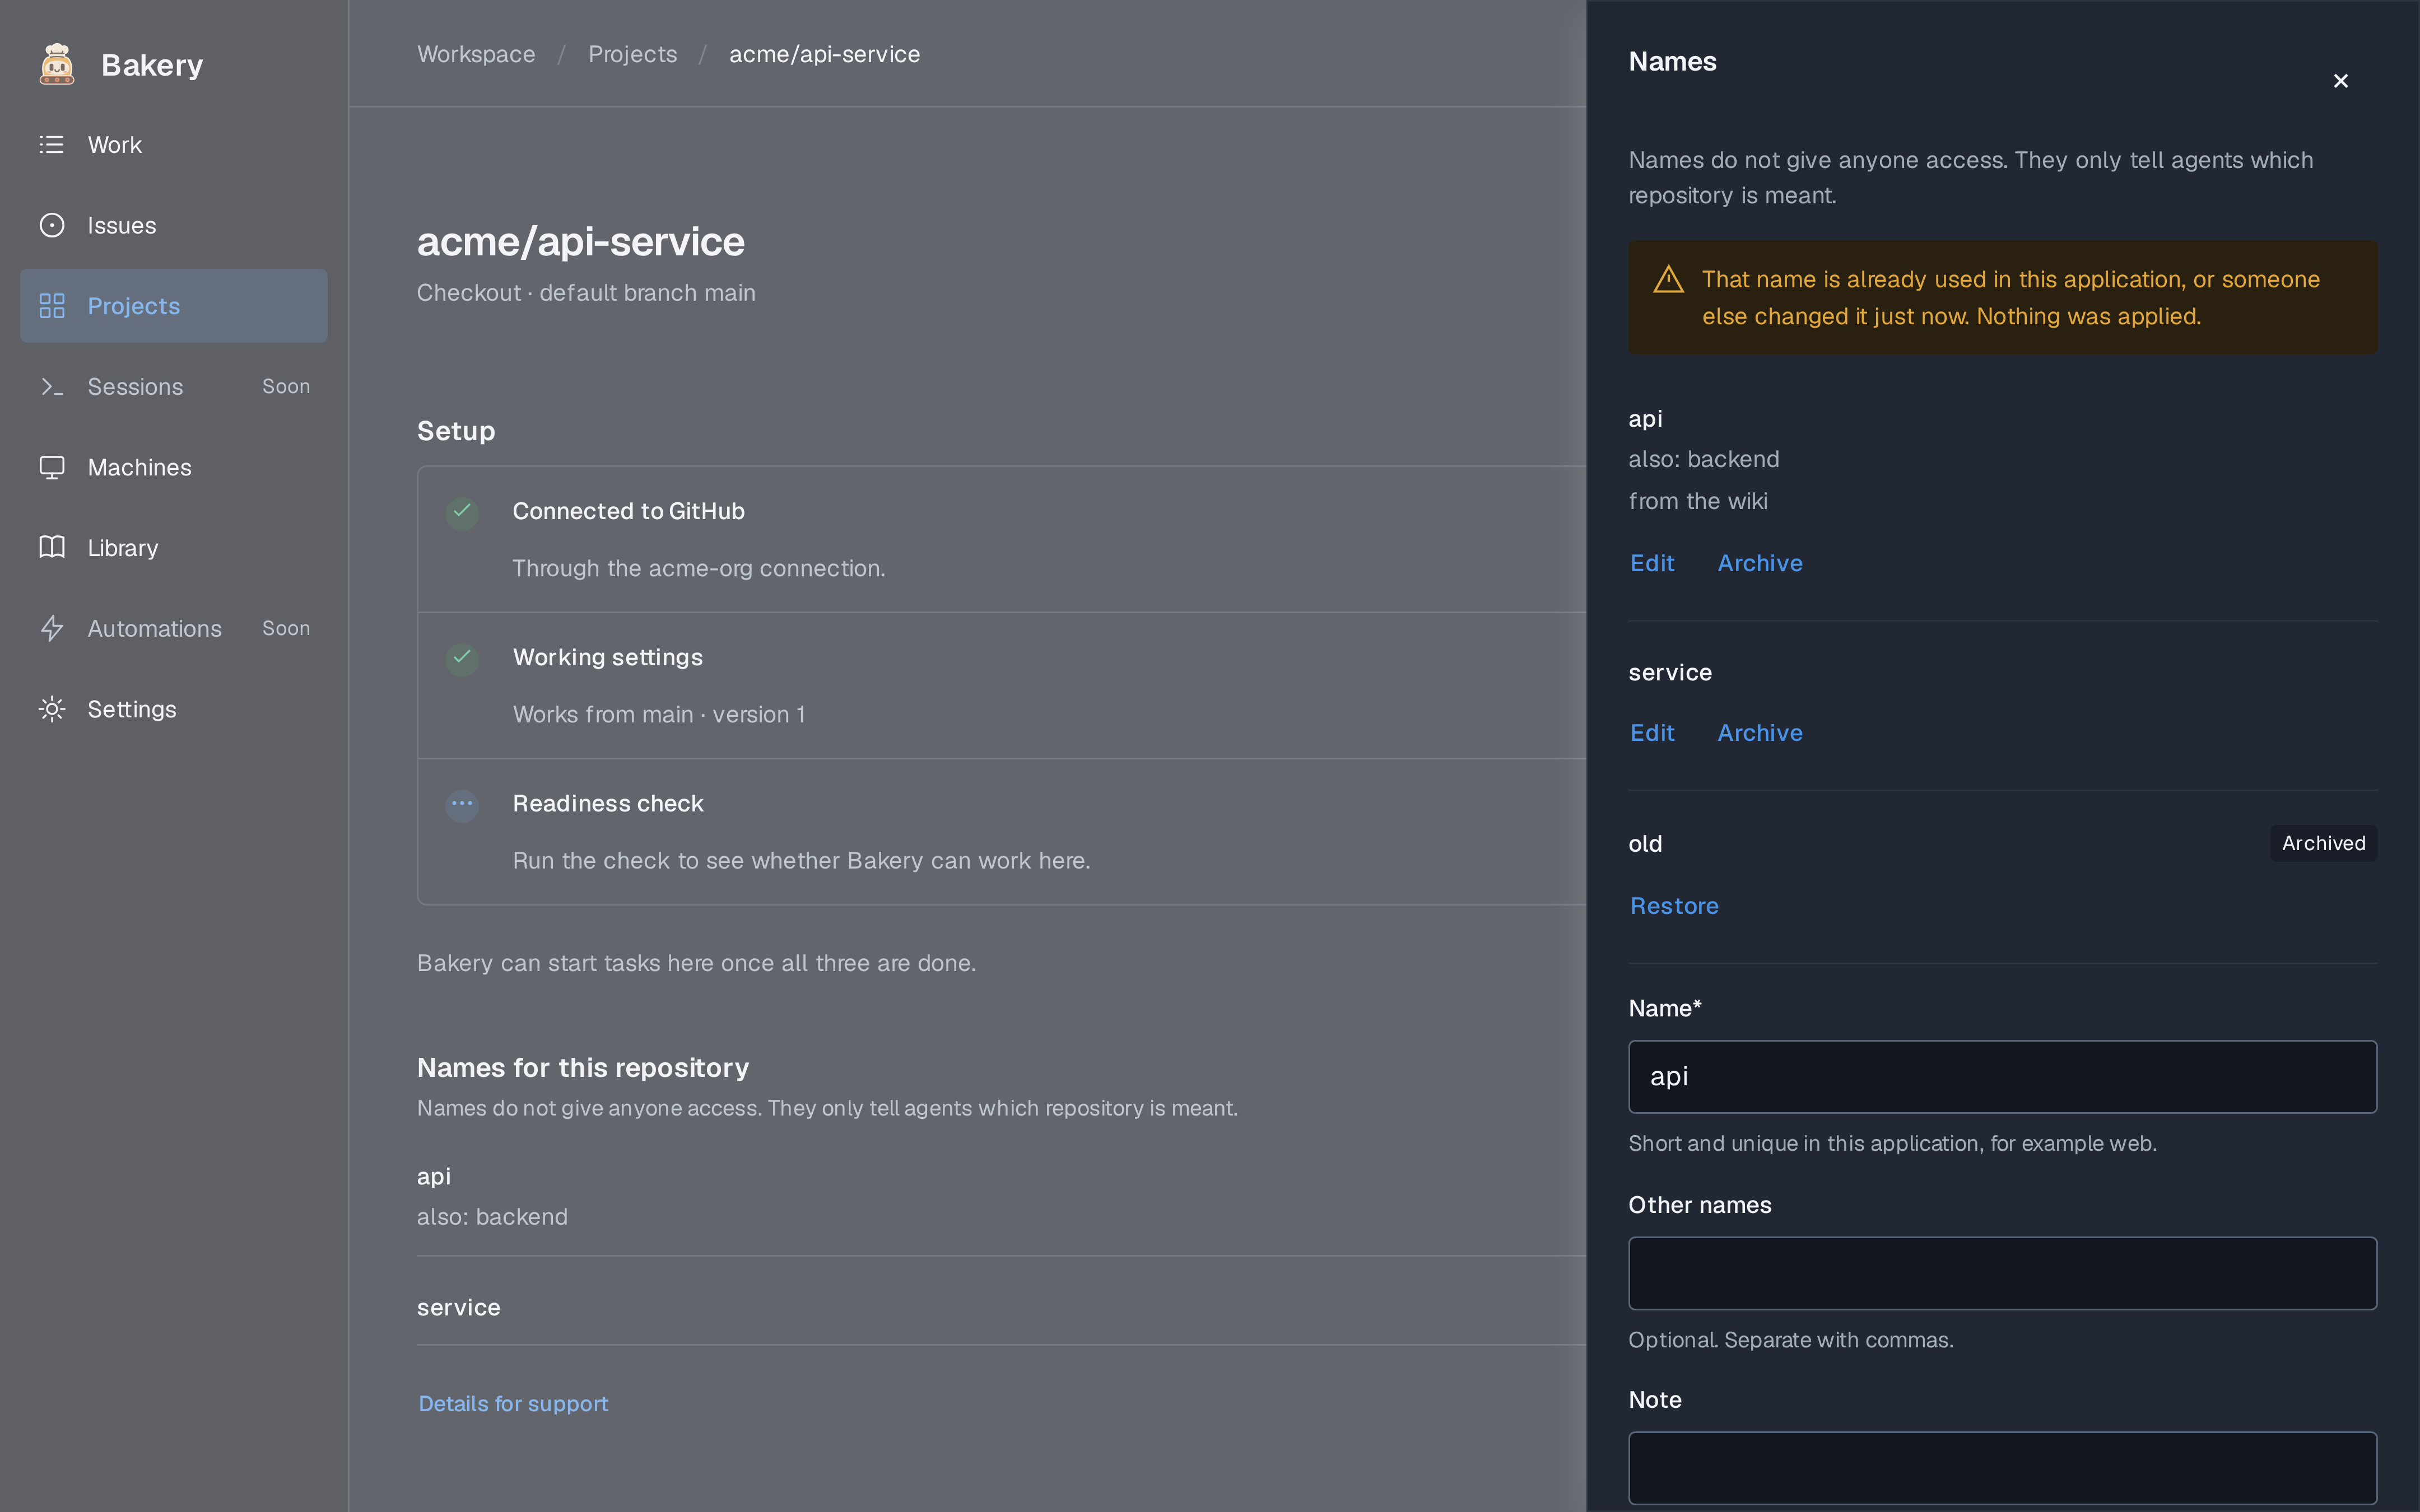 Bakery
Work
Issues
Projects
Sessions Soon
Machines
Library
Automations Soon
Settings
Workspace / Projects / acme/api-service
acme/api-service
Checkout · default branch main
Setup
Connected to GitHub
Through the acme-org connection.
Working settings
Works from main · version 1
Readiness check
Run the check to see whether Bakery can work here.
Bakery can start tasks here once all three are done.
Names for this repository
Names do not give anyone access. They only tell agents which repository is meant.
api
also: backend
service
Details for support
Names
Names do not give anyone access. They only tell agents which
repository is meant.
That name is already used in this application, or someone
else changed it just now. Nothing was applied.
api
also: backend
from the wiki
Edit Archive
service
Edit Archive
old Archived
Restore
Name*
api
Short and unique in this application, for example web.
Other names
Optional. Separate with commas.
Note